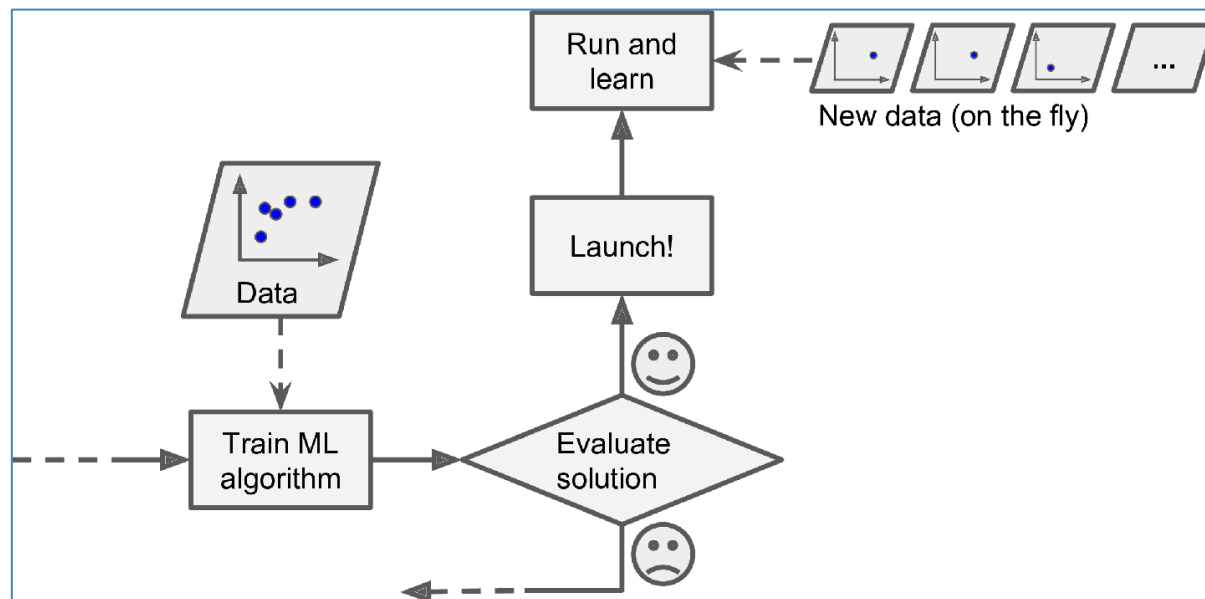 Run and
learn
...
New data (on the fly)
Launch!
Data
Train ML
algorithm
Evaluate
solution